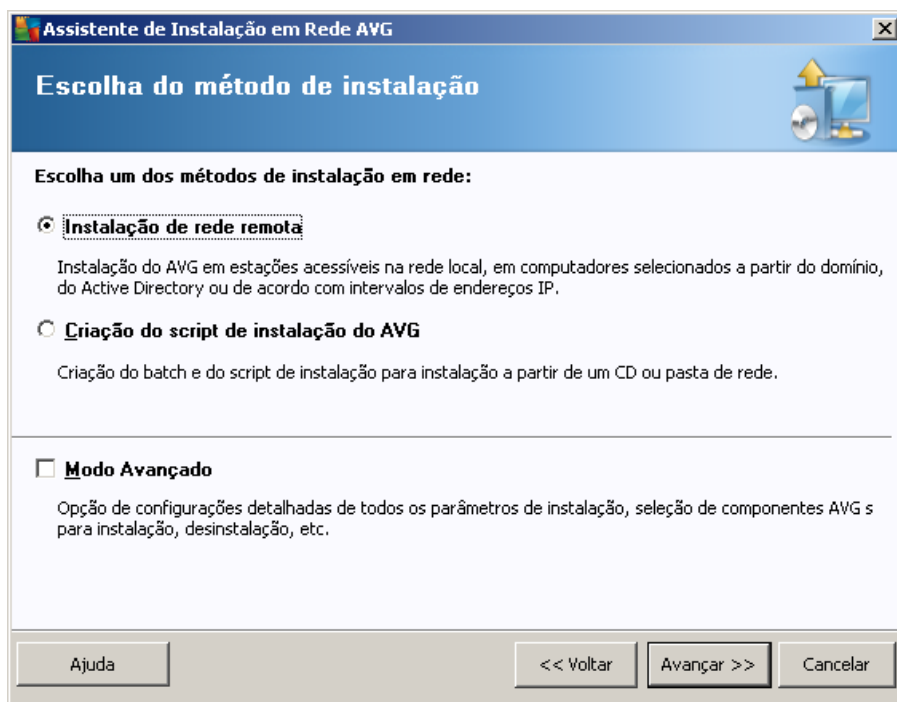 Assistente de Instalação em Rede AVG
Escolha do método de instalação
Escolha um dos métodos de instalação em rede:
Instalação de rede remota
Instalação do AVG em estações acessíveis na rede local, em computadores selecionados a partir do domínio,
do Active Directory ou de acordo com intervalos de endereços IP.
Criação do script de instalação do AVG
Criação do batch e do script de instalação para instalação a partir de um CD ou pasta de rede.
Modo Avançado
Opção de configurações detalhadas de todos os parâmetros de instalação, seleção de componentes AVG s
para instalação, desinstalação, etc.
Ajuda
<< Voltar
Avançar >>
Cancelar